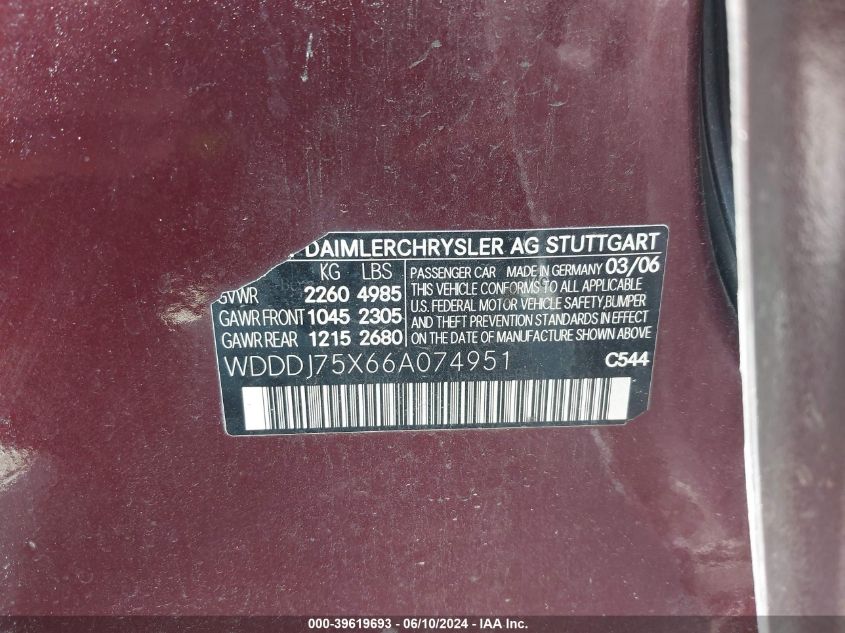 DAIMLERCHRYSLER AG STUTTGART
KG LBS PASSENGER CAR MADE IN GERMANY 03/06
GVWR 2260 4985 THIS VEHICLE CONFORMS TO ALL APPLICABLE
GAWR FRONT 1045 2305 U.S. FEDERAL MOTOR VEHICLE SAFETY, BUMPER
AND THEFT PREVENTION STANDARDS IN EFFECT
GAWR REAR 1215 2680 ON THE DATE OF MANUFACTURE SHOWN ABOVE
WDDDJ75X66A074951 C544
000-39619693 - 06/10/2024 - IAA Inc.